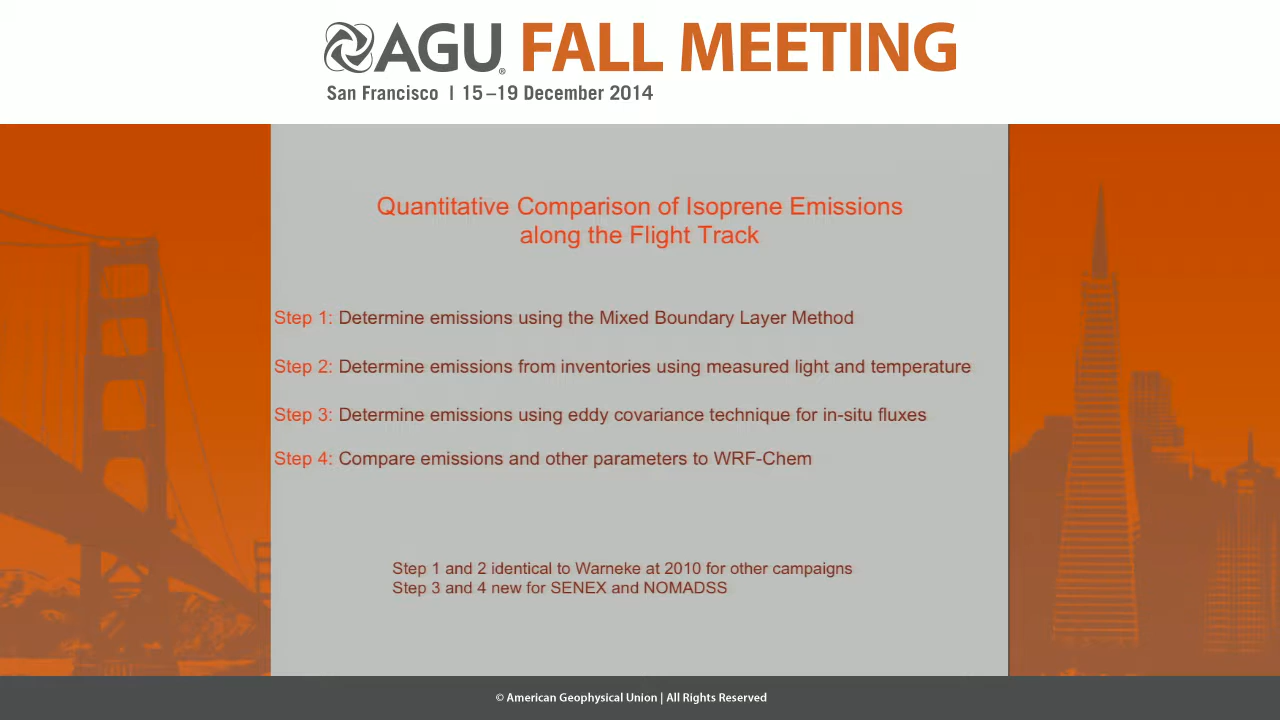 AGU FALL MEETING
San Francisco | 15–19 December 2014
Quantitative Comparison of Isoprene Emissions
along the Flight Track
Step 1: Determine emissions using the Mixed Boundary Layer Method
Step 2: Determine emissions from inventories using measured light and temperature
Step 3: Determine emissions using eddy covariance technique for in-situ fluxes
Step 4: Compare emissions and other parameters to WRF-Chem
Step 1 and 2 identical to Warneke at 2010 for other campaigns
Step 3 and 4 new for SENEX and NOMADSS
© American Geophysical Union | All Rights Reserved